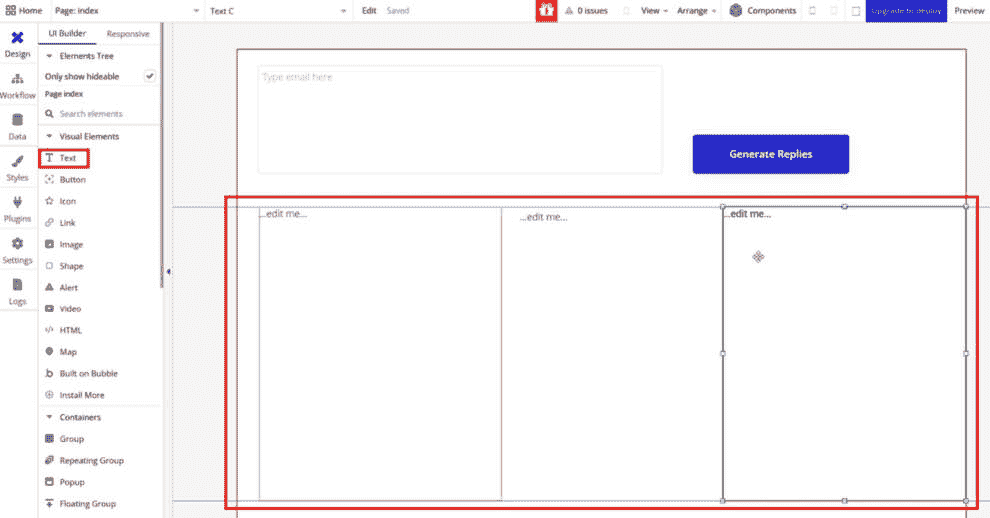 Home
Page: index
Text C
Edit
Saved
0 issues
View
Arrange
Components
Upgrade to deploy
Preview
Design
Workflow
Data
Styles
Plugins
Settings
Logs
UI Builder
Responsive
Elements Tree
Only show hideable
Page index
Search elements
Visual Elements
Text
Button
Icon
Link
Image
Shape
Alert
Video
HTML
Map
Built on Bubble
Install More
Containers
Group
Repeating Group
Popup
Floating Group
Type email here
Generate Replies
...edit me...
...edit me...
...edit me...